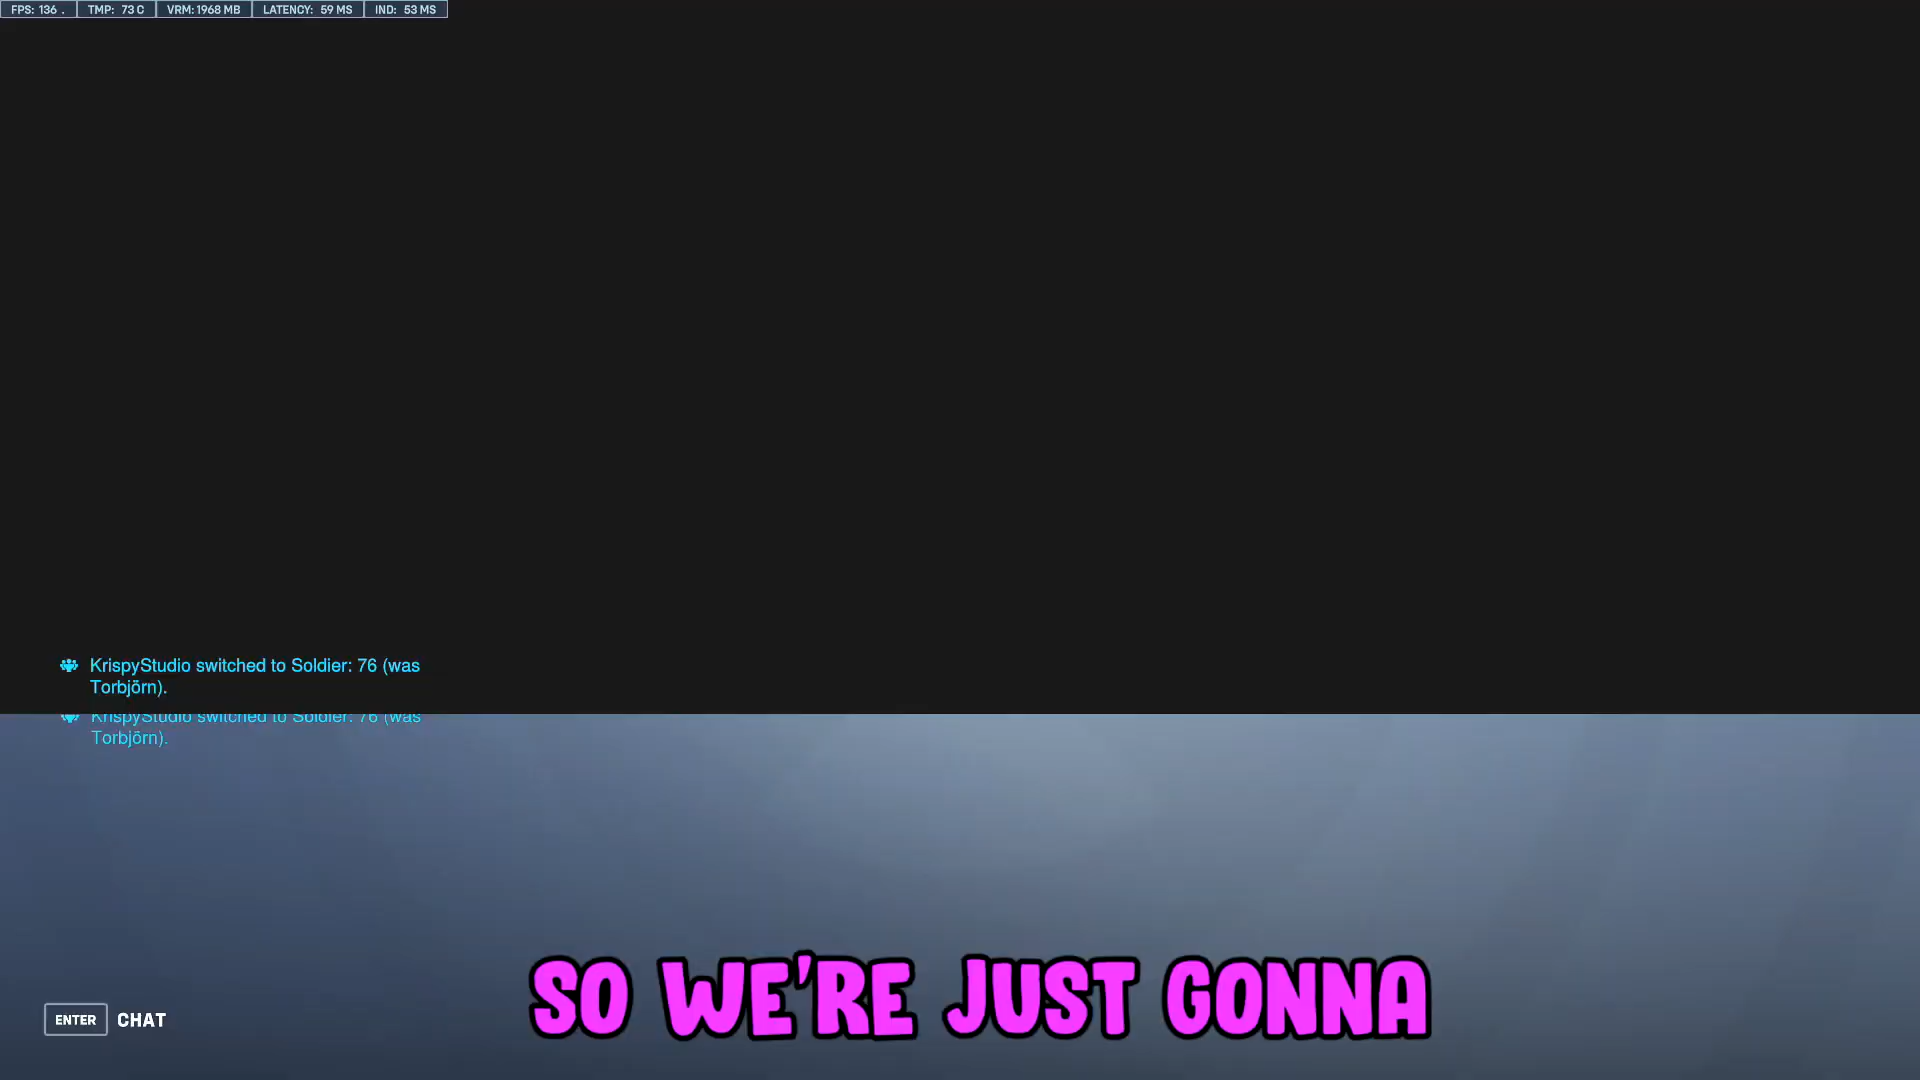 FPS: 136 . TMP: 73 C VRM: 1968 MB LATENCY: 59 MS IND: 53 MS
KrispyStudio switched to Soldier: 76 (was
Torbjörn).
KrispyStudio switched to Soldier: 76 (was
Torbjörn).
SO WE'RE JUST GONNA
ENTER CHAT